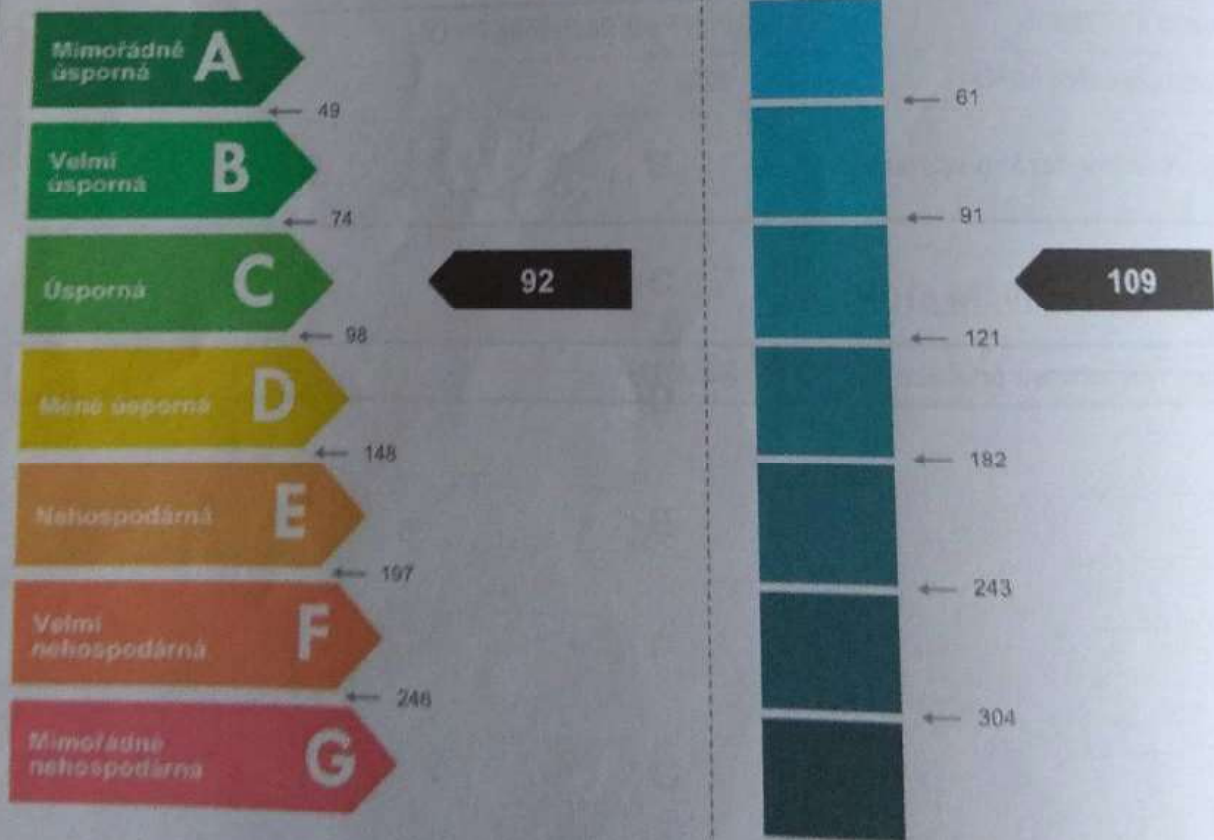 Mimořádně
úsporná A
49
Velmi
úsporná B
74
Úsporná C
98
Méně úsporná D
148
Nehospodárná E
197
Velmi
nehospodárná F
246
Mimořádně
nehospodárná G
92
61
91
121
182
243
304
109